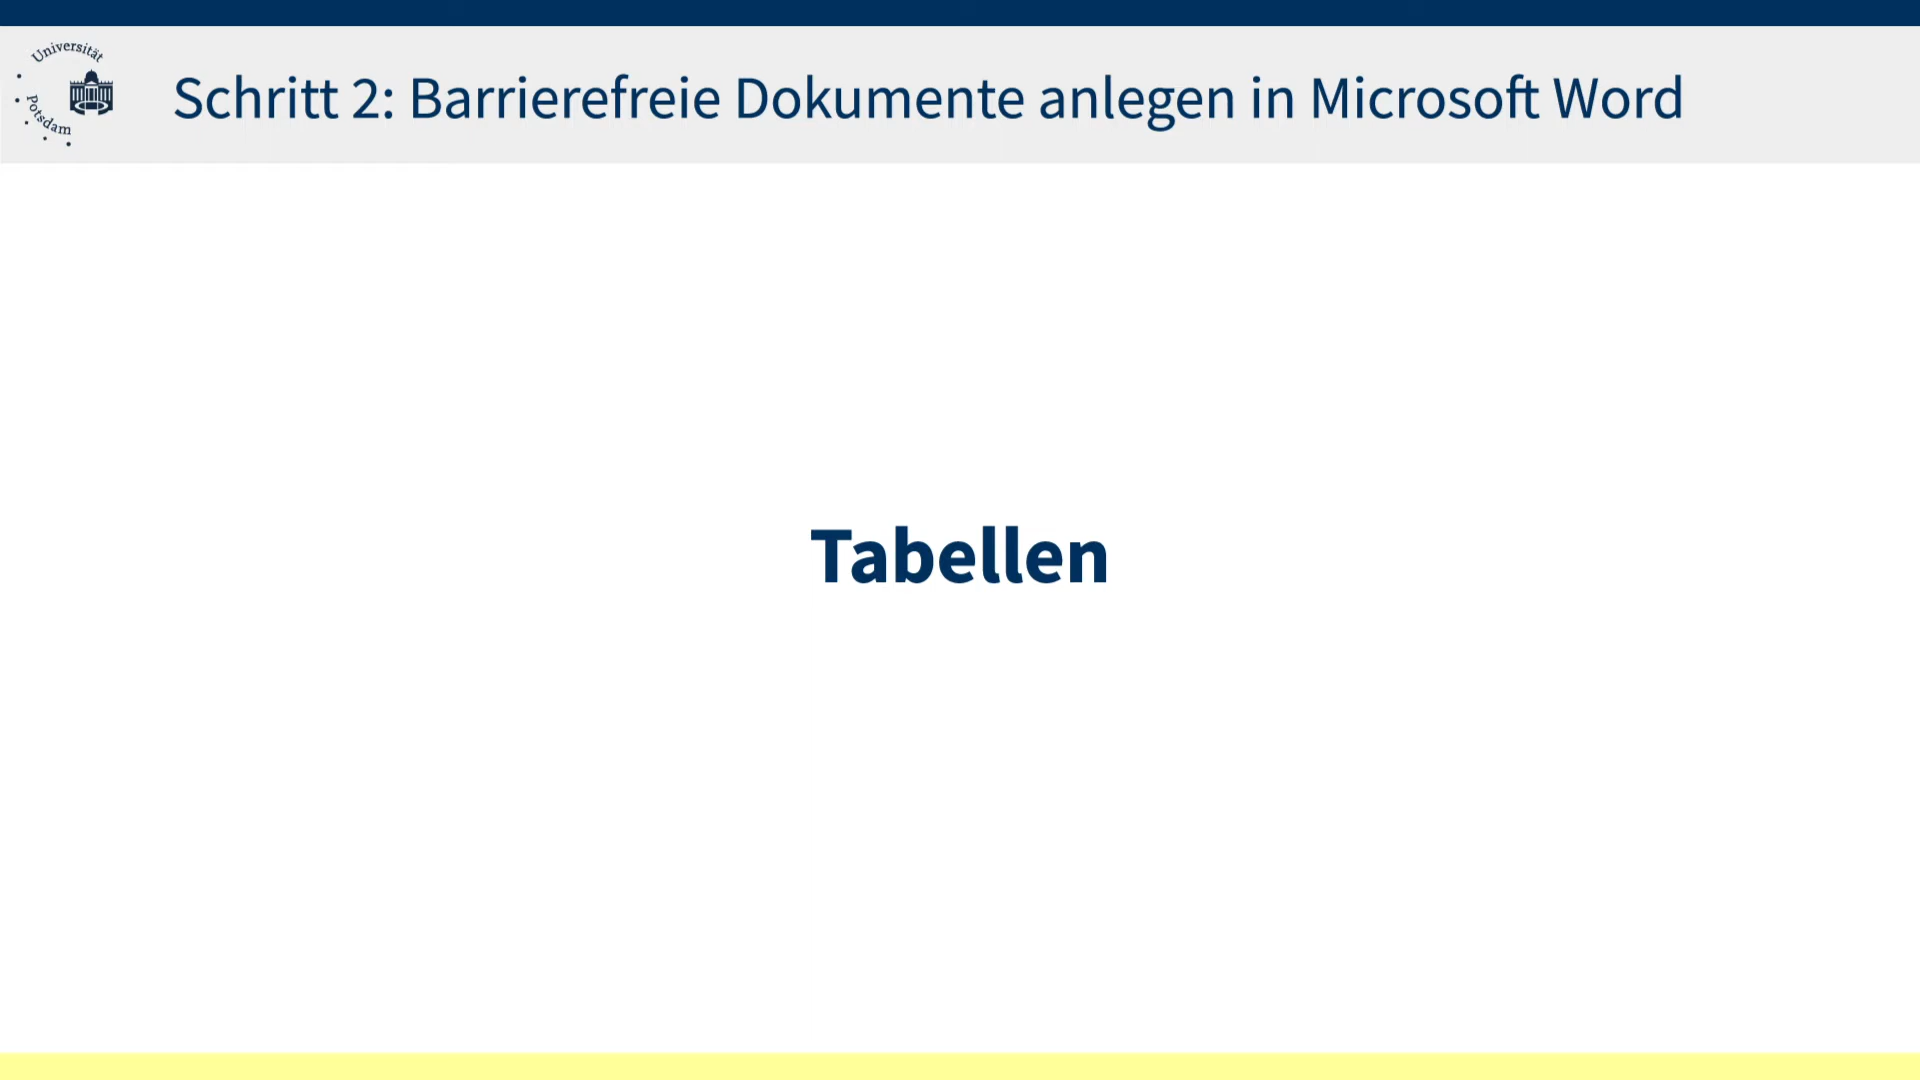 Universität
Potsdam
Schritt 2: Barrierefreie Dokumente anlegen in Microsoft Word
Tabellen